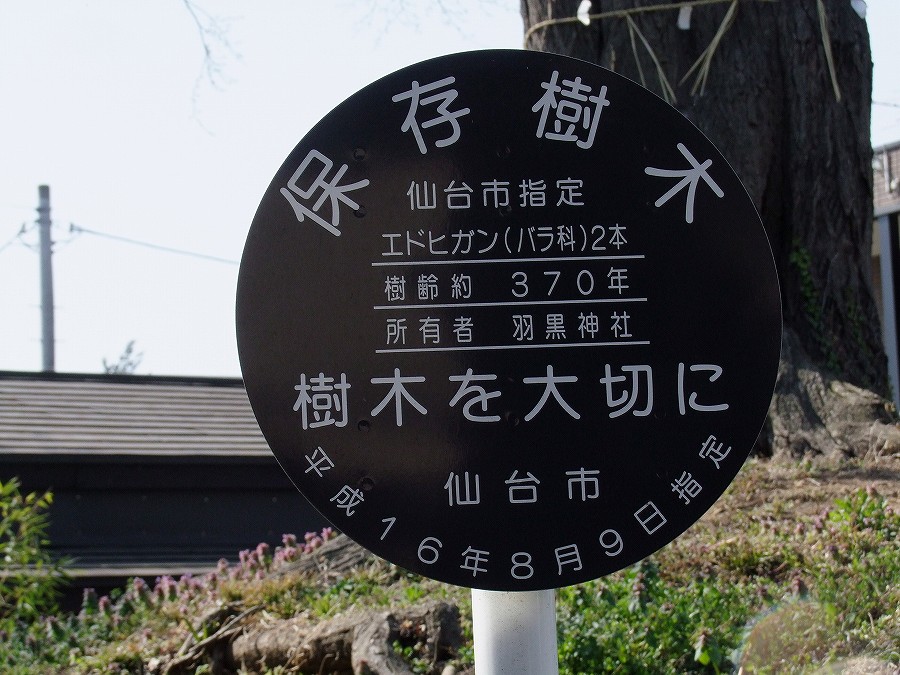 保存樹木
仙台市指定
エドヒガン(バラ科)2本
樹齢約 370年
所有者 羽黒神社
樹木を大切に
仙台市
平成16年8月9日指定